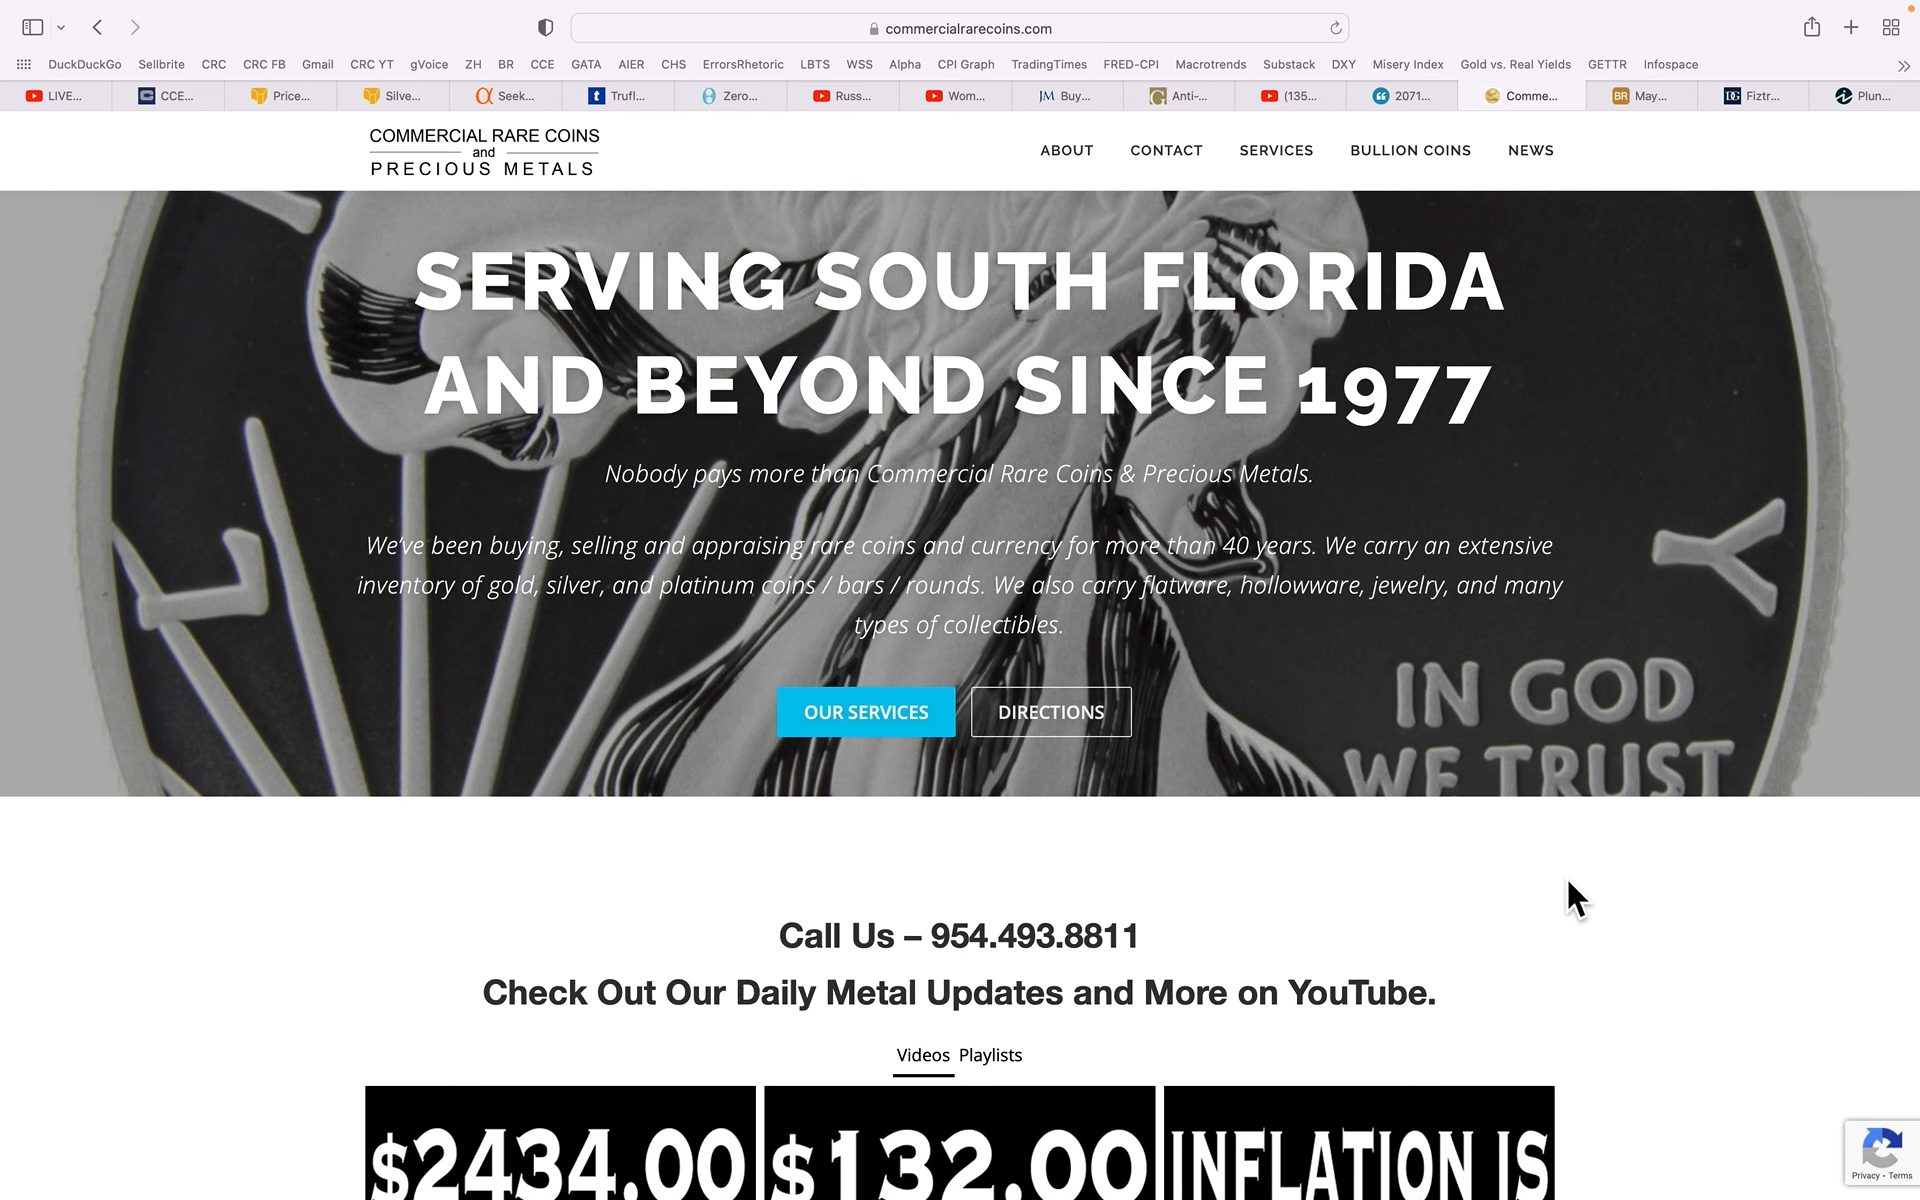 commercialrarecoins.com
DuckDuckGo Sellbrite CRC CRC FB Gmail CRC YT gVoice ZH BR CCE GATA AIER CHS ErrorsRhetoric LBTS WSS Alpha CPI Graph TradingTimes FRED-CPI Macrotrends Substack DXY Misery Index Gold vs. Real Yields GETTR Infospace
LIVE... CCE... Price... Silve... Seek... t Trufl... Zero... Russ... Wom... JM Buy... G Anti-... (135... 2071... Comme... BR May... DG Fiztr... Plun...
COMMERCIAL RARE COINS
and
PRECIOUS METALS
ABOUT CONTACT SERVICES BULLION COINS NEWS
SERVING SOUTH FLORIDA
AND BEYOND SINCE 1977
Nobody pays more than Commercial Rare Coins & Precious Metals.
We've been buying, selling and appraising rare coins and currency for more than 40 years. We carry an extensive
inventory of gold, silver, and platinum coins / bars / rounds. We also carry flatware, hollowware, jewelry, and many
types of collectibles.
L
Y
IN GOD
WE TRUST
OUR SERVICES DIRECTIONS
Call Us – 954.493.8811
Check Out Our Daily Metal Updates and More on YouTube.
Videos Playlists
$2434.00 $132.00 INFLATION IS
Privacy - Terms